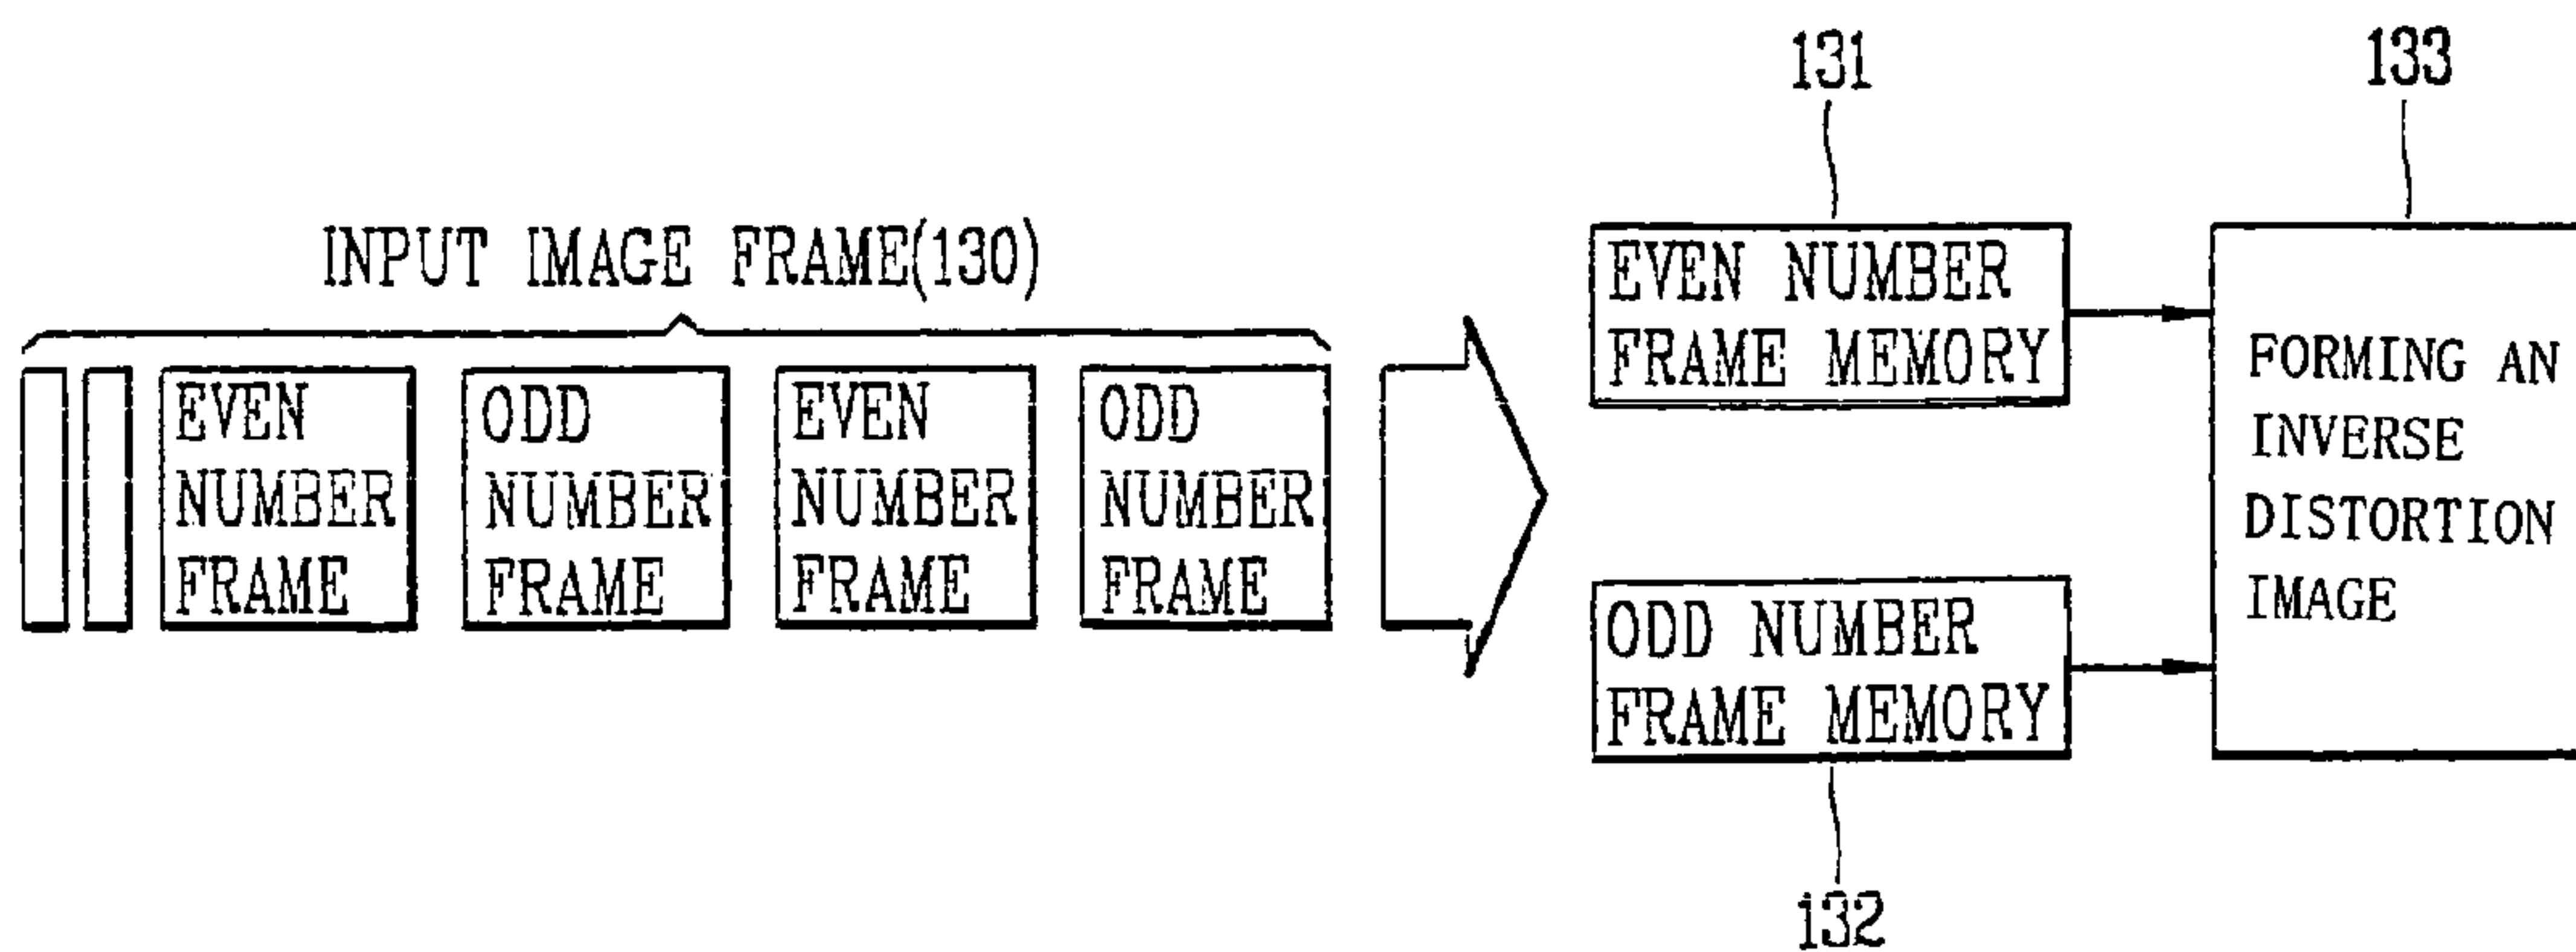 INPUT IMAGE FRAME(130)
EVEN
NUMBER
FRAME
ODD
NUMBER
FRAME
EVEN
NUMBER
FRAME
ODD
NUMBER
FRAME
131
EVEN NUMBER
FRAME MEMORY
ODD NUMBER
FRAME MEMORY
132
133
FORMING AN
INVERSE
DISTORTION
IMAGE